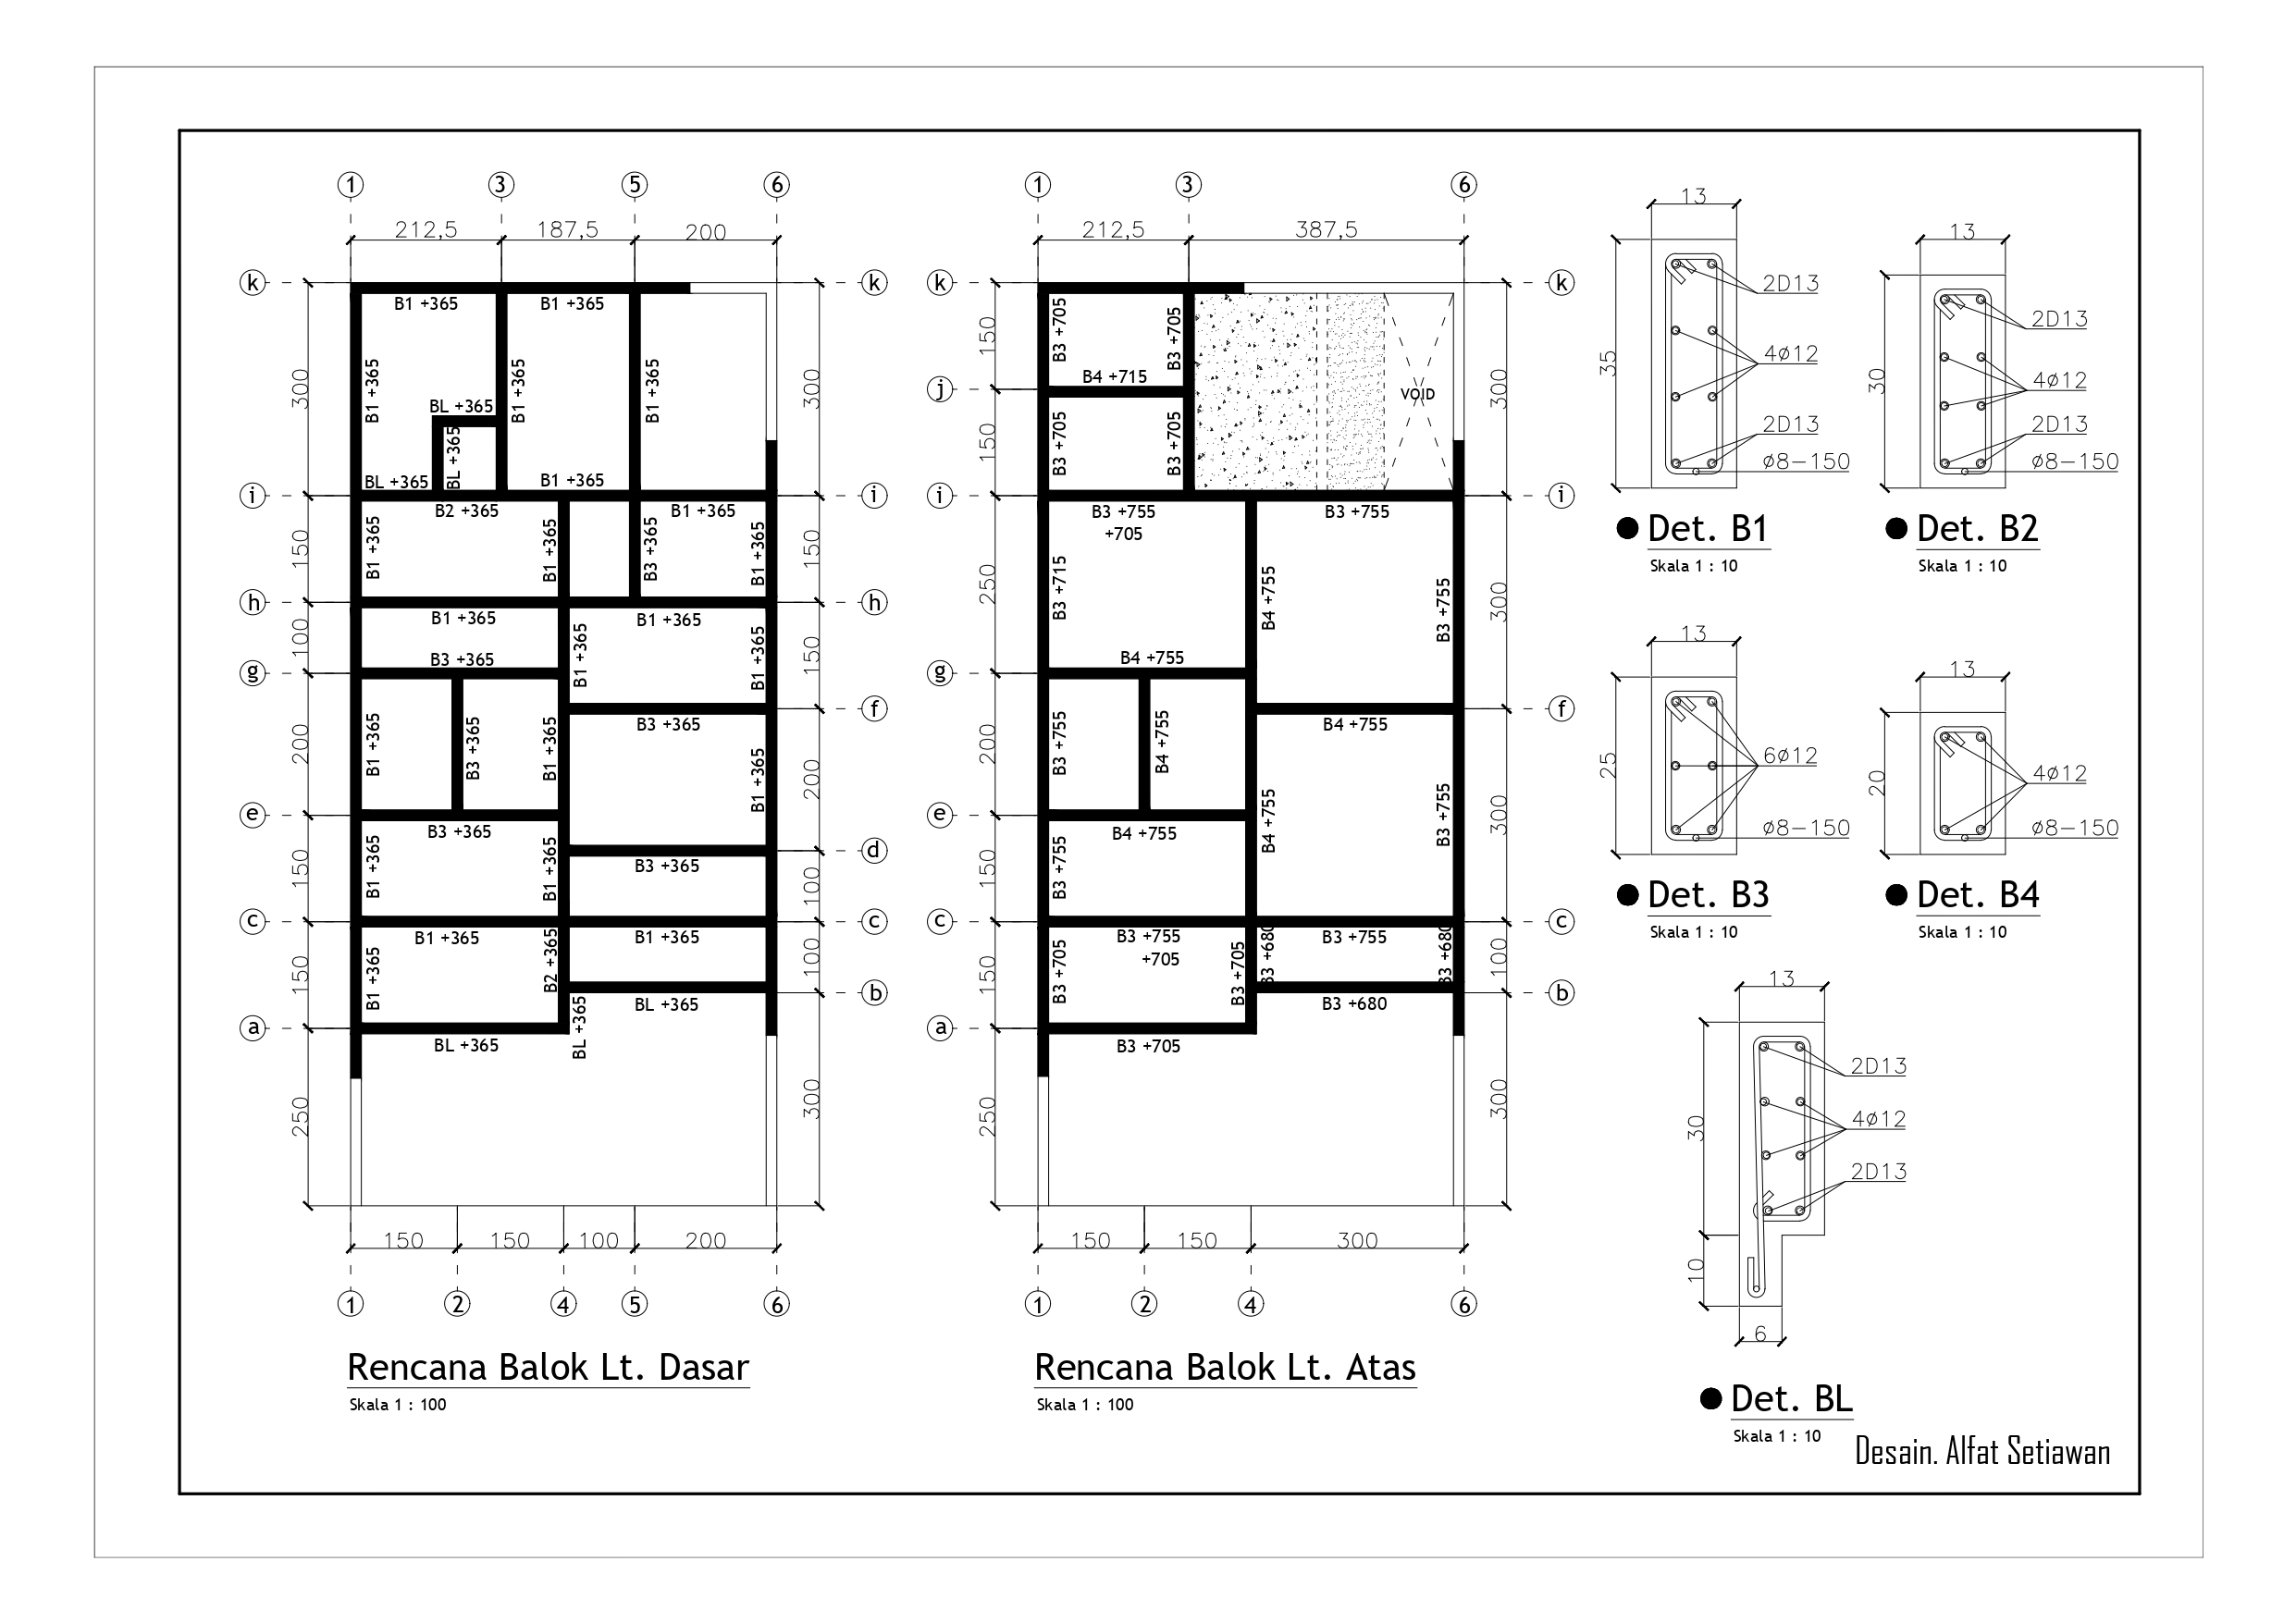 1 3 5 6
212,5 187,5 200
k k
B1 +365 B1 +365
B1 +365 B1 +365 B1 +365
300 300
BL +365
BL +365
BL +365 B1 +365
i i
B2 +365 B1 +365
B1 +365 B1 +365 B3 +365 B1 +365
150 150
h h
B1 +365 B1 +365
100 B1 +365 B1 +365 150
B3 +365
g
f
B3 +365
B1 +365 B3 +365 B1 +365 B1 +365
200 200
e
B3 +365
d
B3 +365
B1 +365 B1 +365
150 100
c c
B1 +365 B1 +365
B1 +365 B2 +365
150 100
b
BL +365
a
BL +365 BL +365
250 300
150 150 100 200
1 2 4 5 6
Rencana Balok Lt. Dasar
Skala 1 : 100
1 3 6
212,5 387,5
k k
B3 +705 B3 +705
150 300
B4 +715
VOID
j
B3 +705 B3 +705
150
i i
B3 +755 B3 +755
+705
B3 +715 B4 +755 B3 +755
250 300
B4 +755
g
f
B4 +755
B3 +755 B4 +755
200
B4 +755 B3 +755
300
e
B4 +755
B3 +755
150
c c
B3 +755 B3 +755
+705
B3 +705 B3 +705 B3 +680 B3 +680
150 100
b
B3 +680
a
B3 +705
250 300
150 150 300
1 2 4 6
Rencana Balok Lt. Atas
Skala 1 : 100
13
35
2D13
4ø12
2D13
ø8-150
Det. B1
Skala 1 : 10
13
30
2D13
4ø12
2D13
ø8-150
Det. B2
Skala 1 : 10
13
25
6ø12
ø8-150
Det. B3
Skala 1 : 10
13
20
4ø12
ø8-150
Det. B4
Skala 1 : 10
13
30
10
2D13
4ø12
2D13
6
Det. BL
Skala 1 : 10
Desain. Alfat Setiawan